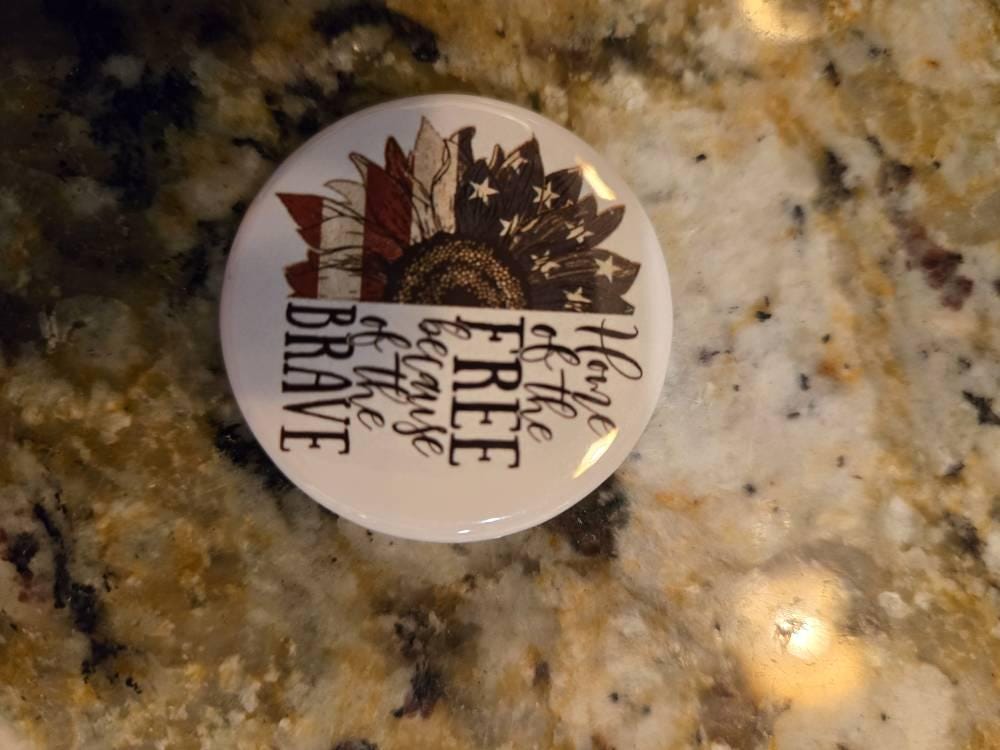 Home
of the
FREE
because
of the
BRAVE